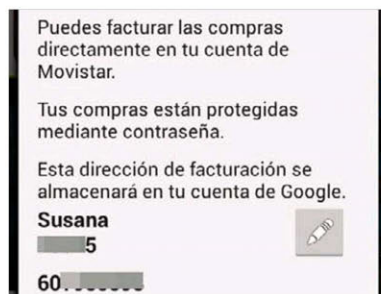 Puedes facturar las compras
directamente en tu cuenta de
Movistar.
Tus compras están protegidas
mediante contraseña.
Esta dirección de facturación se
almacenará en tu cuenta de Google.
Susana
5
60